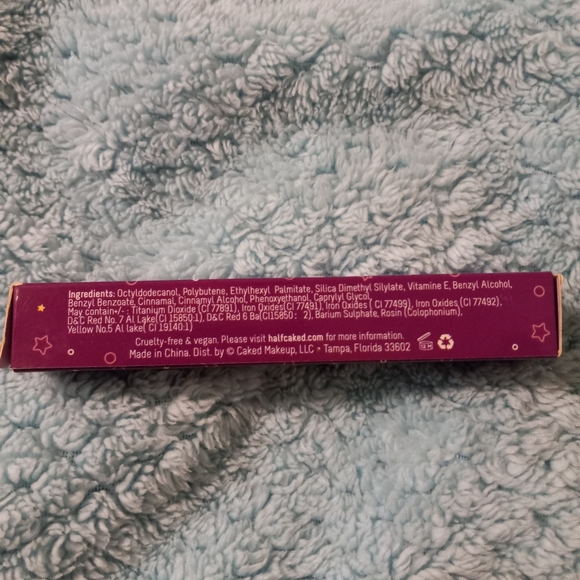 Ingredients: Octyldodecanol, Polybutene, Ethylhexyl Palmitate, Silica Dimethyl Silylate, Vitamine E, Benzyl Alcohol,
Benzyl Benzoate, Cinnamal, Cinnamyl Alcohol, Phenoxyethanol, Caprylyl Glycol,
May contain+/- : Titanium Dioxide (CI 77891), Iron Oxides(CI 77491), Iron Oxides ( CI 77499), Iron Oxides (CI 77492),
D&C Red No. 7 Al Lake(CI 15850:1), D&C Red 6 Ba(CI15850 : 2), Barium Sulphate, Rosin (Colophonium),
Yellow No.5 Al lake( CI 19140:1)
Cruelty-free & vegan. Please visit halfcaked.com for more information.
Made in China. Dist. by © Caked Makeup, LLC • Tampa, Florida 33602